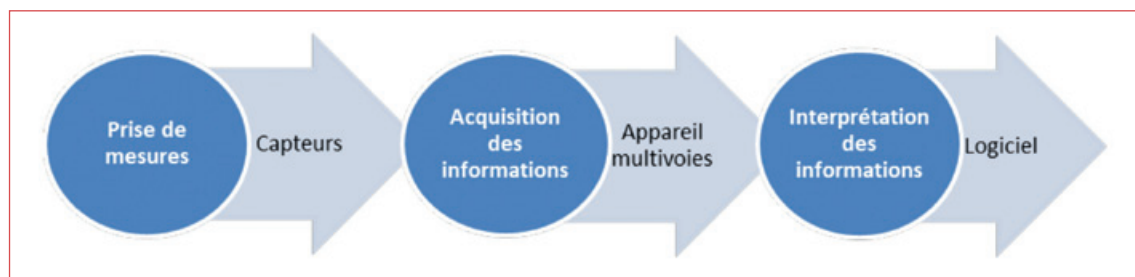 Prise de
mesures
Capteurs
Acquisition
des
informations
Appareil
multivoies
Interprétation
des
informations
Logiciel